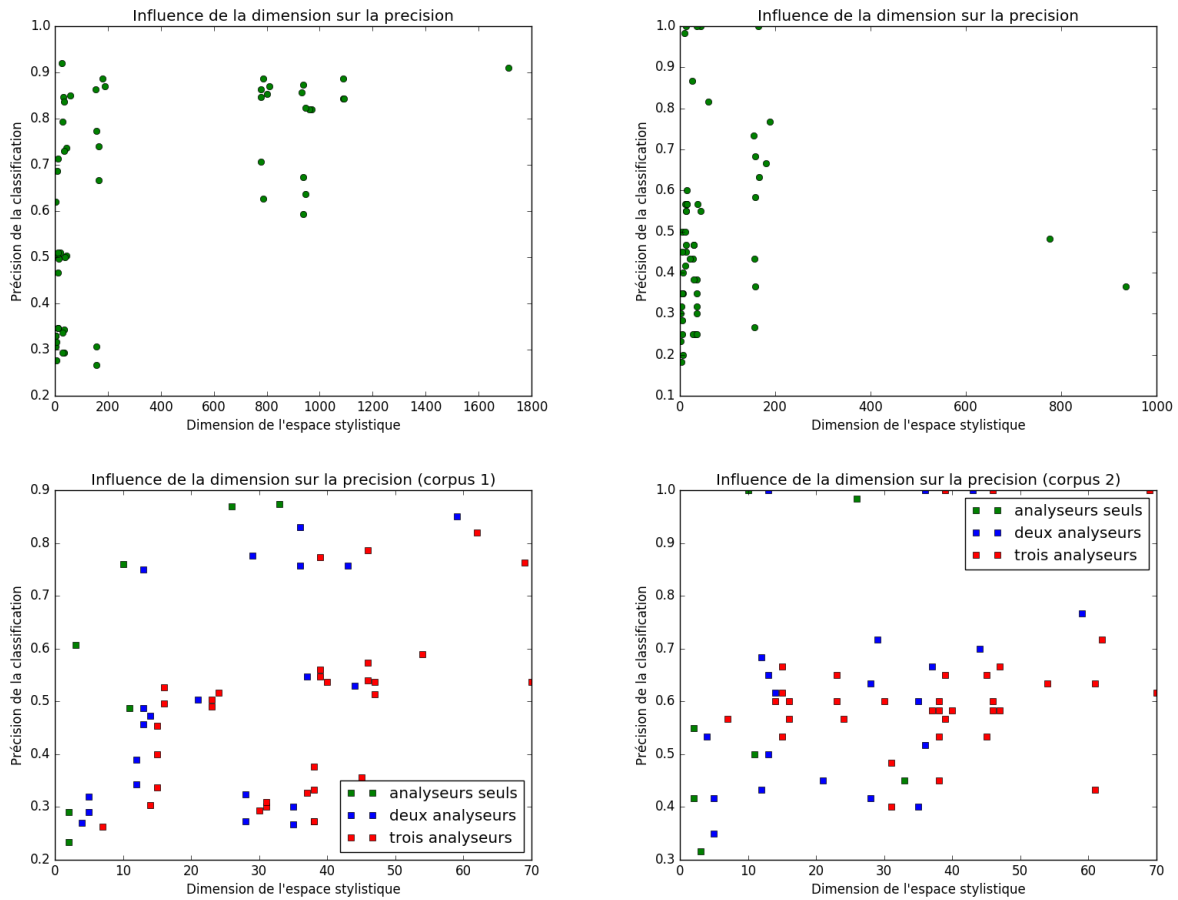 Influence de la dimension sur la precision
1.0
0.9
0.8
0.7
0.6
0.5
0.4
0.3
0.2
Précision de la classification
0 200 400 600 800 1000 1200 1400 1600 1800
Dimension de l'espace stylistique
Influence de la dimension sur la precision
1.0
0.9
0.8
0.7
0.6
0.5
0.4
0.3
0.2
0.1
Précision de la classification
0 200 400 600 800 1000
Dimension de l'espace stylistique
Influence de la dimension sur la precision (corpus 1)
0.9
0.8
0.7
0.6
0.5
0.4
0.3
0.2
Précision de la classification
analyseurs seuls
deux analyseurs
trois analyseurs
0 10 20 30 40 50 60 70
Dimension de l'espace stylistique
Influence de la dimension sur la precision (corpus 2)
1.0
0.9
0.8
0.7
0.6
0.5
0.4
0.3
Précision de la classification
analyseurs seuls
deux analyseurs
trois analyseurs
0 10 20 30 40 50 60 70
Dimension de l'espace stylistique